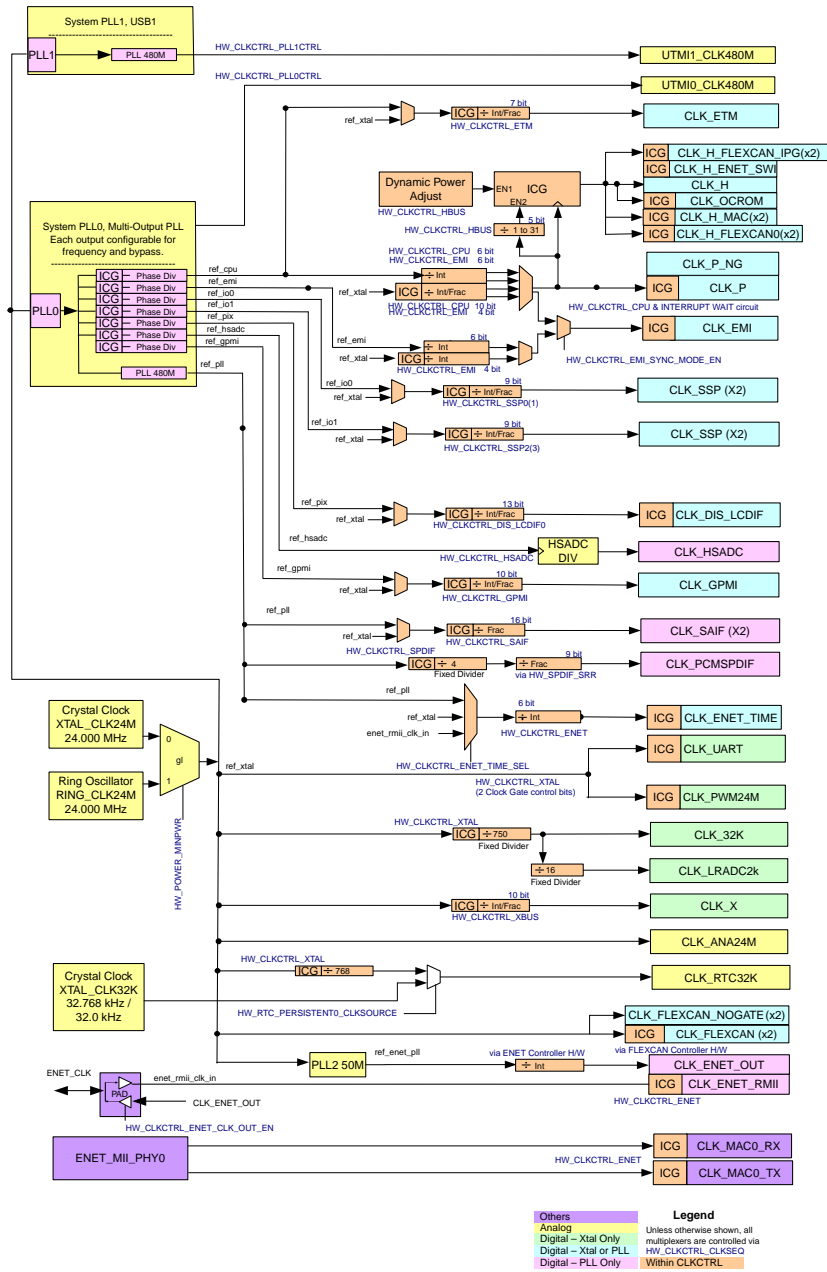 System PLL1, USB1
PLL1
PLL 480M
HW_CLKCTRL_PLL1CTRL
UTMI1_CLK480M
HW_CLKCTRL_PLL0CTRL
UTMI0_CLK480M
ref_xtal
7 bit
ICG ÷ Int/Frac
HW_CLKCTRL_ETM
CLK_ETM
Dynamic Power
Adjust
HW_CLKCTRL_HBUS
EN1
ICG
EN2
5 bit
HW_CLKCTRL_HBUS
÷ 1 to 31
ICG CLK_H_FLEXCAN_IPG(x2)
ICG CLK_H_ENET_SWI
CLK_H
ICG CLK_OCROM
ICG CLK_H_MAC(x2)
ICG CLK_H_FLEXCAN0(x2)
System PLL0, Multi-Output PLL
Each output configurable for
frequency and bypass.
PLL0
ICG – Phase Div
ICG – Phase Div
ICG – Phase Div
ICG – Phase Div
ICG – Phase Div
ICG – Phase Div
ICG – Phase Div
PLL 480M
ref_cpu
ref_emi
ref_io0
ref_io1
ref_pix
ref_hsadc
ref_gpmi
ref_pll
HW_CLKCTRL_CPU 6 bit
HW_CLKCTRL_EMI 6 bit
÷ Int
ref_xtal
ICG ÷ Int/Frac
HW_CLKCTRL_CPU 10 bit
HW_CLKCTRL_EMI 4 bit
CLK_P_NG
ICG CLK_P
HW_CLKCTRL_CPU & INTERRUPT WAIT circuit
ref_emi
6 bit
÷ Int
ref_xtal
ICG ÷ Int
4 bit
HW_CLKCTRL_EMI
HW_CLKCTRL_EMI_SYNC_MODE_EN
ICG CLK_EMI
ref_io0
ref_xtal
9 bit
ICG ÷ Int/Frac
HW_CLKCTRL_SSP0(1)
CLK_SSP (X2)
ref_io1
ref_xtal
9 bit
ICG ÷ Int/Frac
HW_CLKCTRL_SSP2(3)
CLK_SSP (X2)
ref_pix
ref_xtal
13 bit
ICG ÷ Int/Frac
HW_CLKCTRL_DIS_LCDIF0
ICG CLK_DIS_LCDIF
ref_hsadc
HW_CLKCTRL_HSADC
HSADC
DIV
CLK_HSADC
ref_gpmi
ref_xtal
10 bit
ICG ÷ Int/Frac
HW_CLKCTRL_GPMI
CLK_GPMI
ref_pll
ref_xtal
16 bit
ICG ÷ Frac
HW_CLKCTRL_SAIF
CLK_SAIF (X2)
HW_CLKCTRL_SPDIF
ICG ÷ 4
Fixed Divider
9 bit
÷ Frac
via HW_SPDIF_SRR
CLK_PCMSPDIF
ref_pll
ref_xtal
enet_rmii_clk_in
6 bit
÷ Int
HW_CLKCTRL_ENET
HW_CLKCTRL_ENET_TIME_SEL
ICG CLK_ENET_TIME
Crystal Clock
XTAL_CLK24M
24.000 MHz
Ring Oscillator
RING_CLK24M
24.000 MHz
0
gl
1
ref_xtal
HW_POWER_MINPWR
HW_CLKCTRL_XTAL
(2 Clock Gate control bits)
ICG CLK_UART
ICG CLK_PWM24M
HW_CLKCTRL_XTAL
ICG ÷750
Fixed Divider
CLK_32K
÷16
Fixed Divider
CLK_LRADC2k
10 bit
ICG ÷ Int/Frac
HW_CLKCTRL_XBUS
CLK_X
CLK_ANA24M
HW_CLKCTRL_XTAL
ICG ÷ 768
Crystal Clock
XTAL_CLK32K
32.768 kHz /
32.0 kHz
HW_RTC_PERSISTENT0_CLKSOURCE
CLK_RTC32K
CLK_FLEXCAN_NOGATE(x2)
ICG CLK_FLEXCAN (x2)
via FLEXCAN Controller H/W
PLL2 50M
ref_enet_pll
via ENET Controller H/W
÷ Int
CLK_ENET_OUT
ICG CLK_ENET_RMII
HW_CLKCTRL_ENET
ENET_CLK
PAD
enet_rmii_clk_in
CLK_ENET_OUT
HW_CLKCTRL_ENET_CLK_OUT_EN
ENET_MII_PHY0
HW_CLKCTRL_ENET
ICG CLK_MAC0_RX
ICG CLK_MAC0_TX
Legend
Others
Analog
Digital – Xtal Only
Digital – Xtal or PLL
Digital – PLL Only
Unless otherwise shown, all
multiplexers are controlled via
HW_CLKCTRL_CLKSEQ
Within CLKCTRL